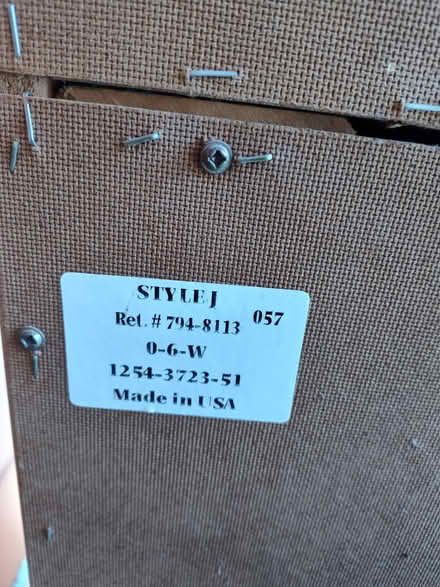 STYLE J
Ret. # 794-8113 057
0-6-W
1254-3723-51
Made in USA